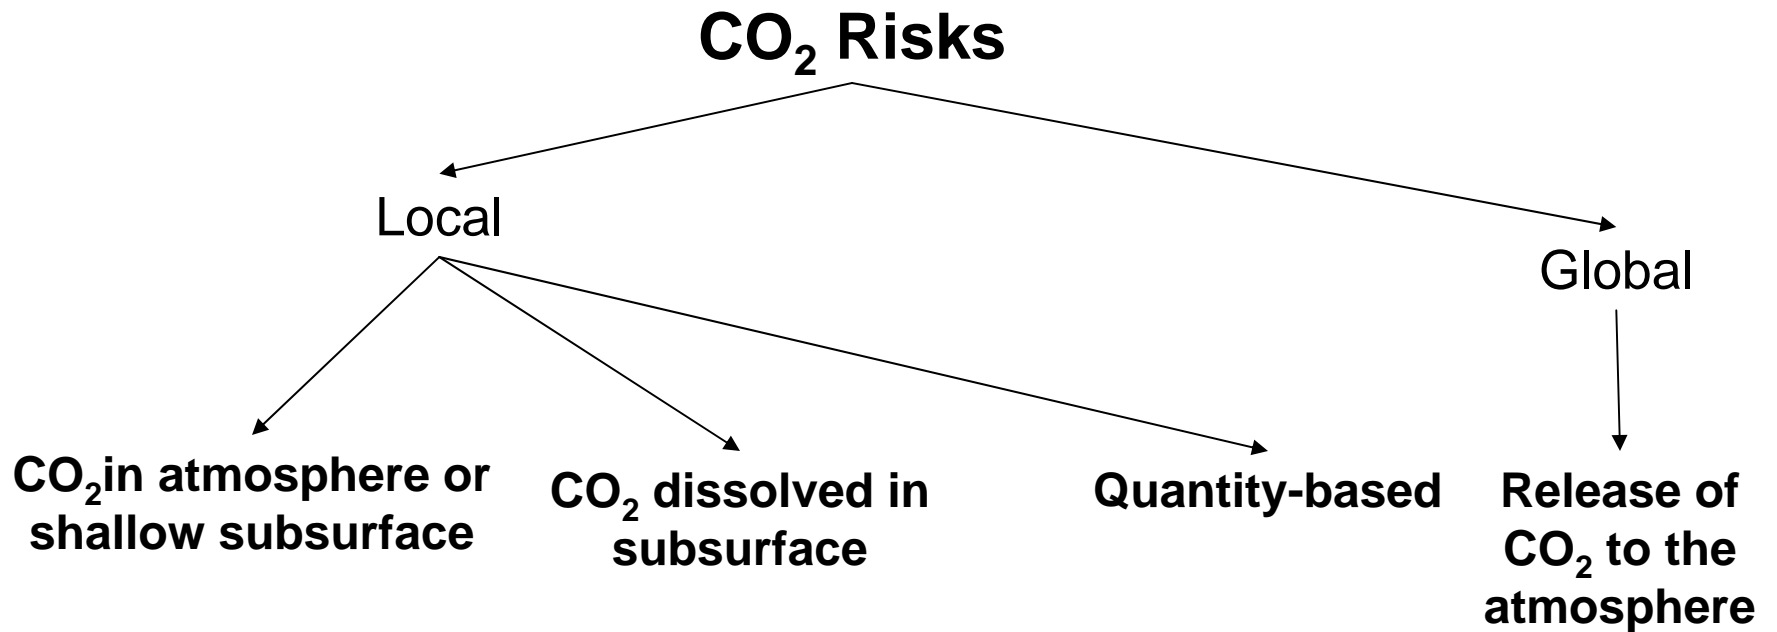 CO₂ Risks
Local
Global
CO₂in atmosphere or
shallow subsurface
CO₂ dissolved in
subsurface
Quantity-based
Release of
CO₂ to the
atmosphere